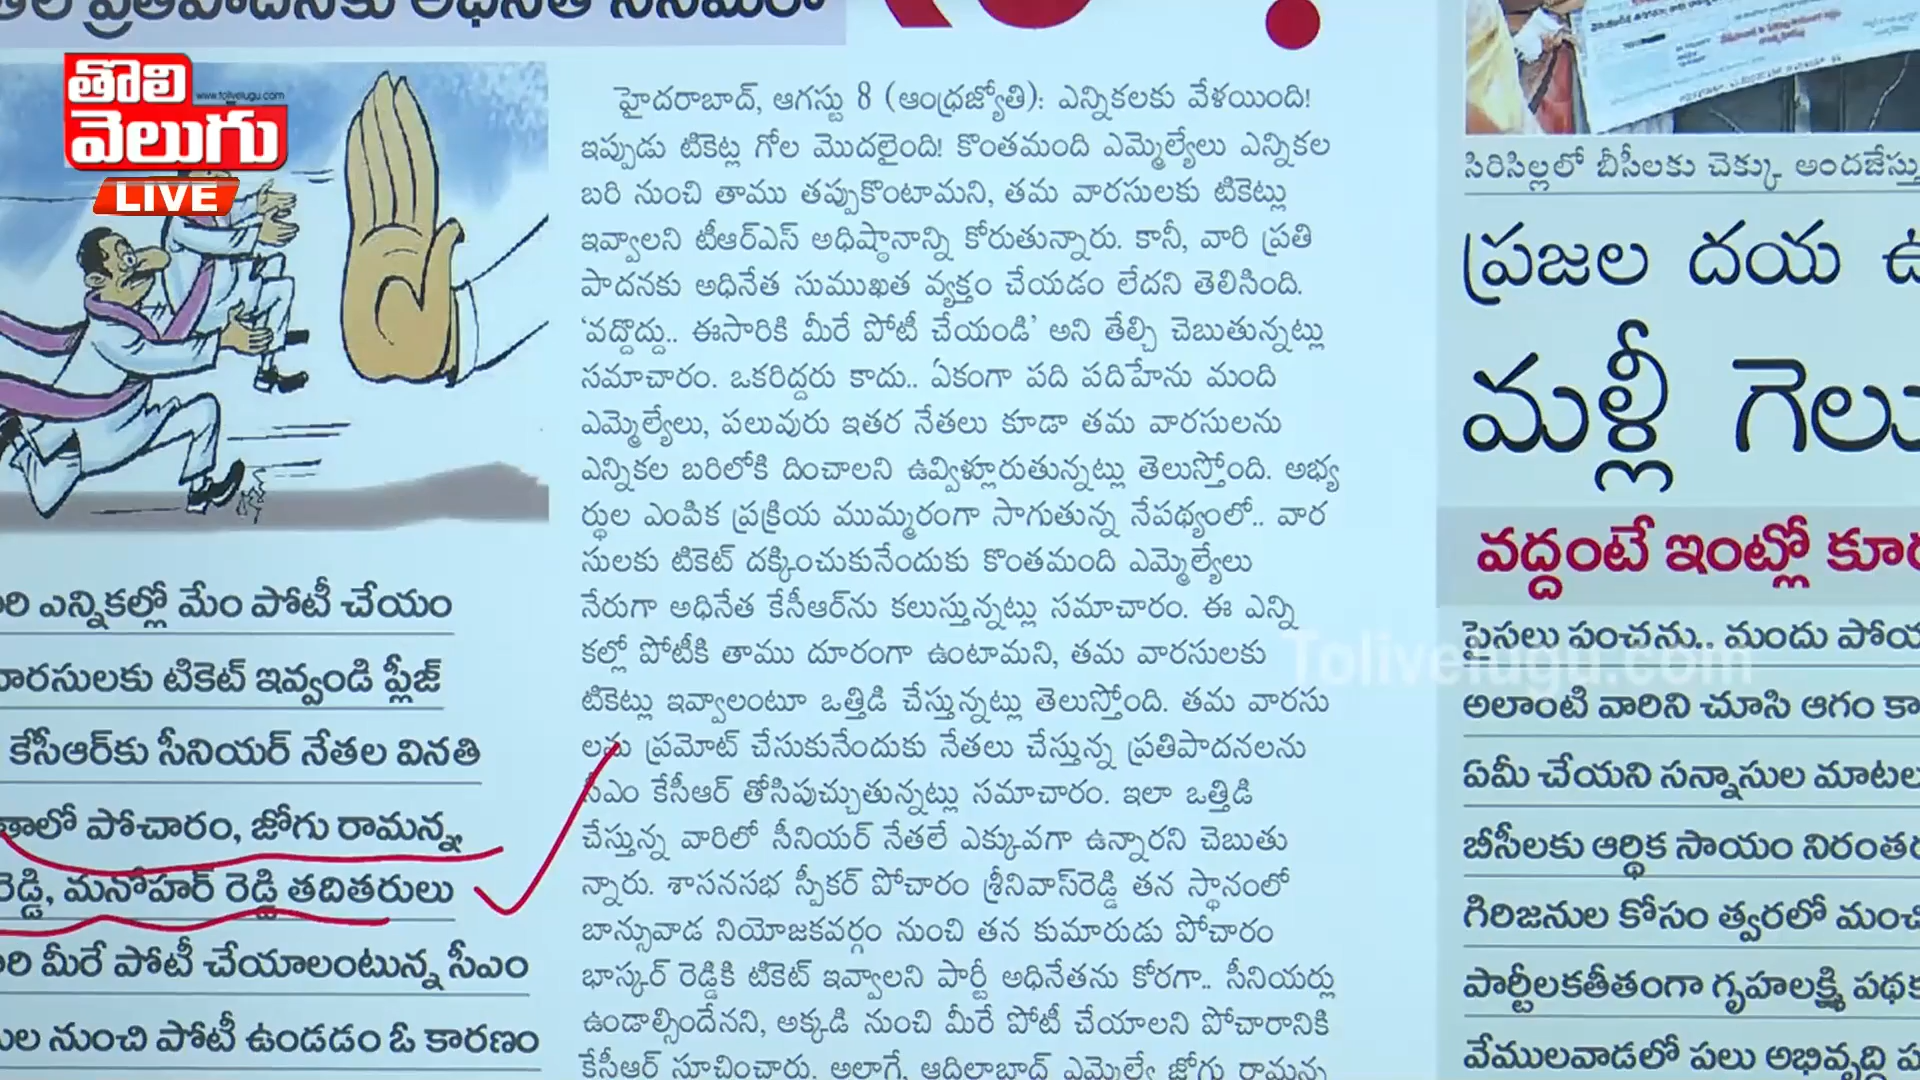 తొలి
వెలుగు
www.tolivelugu.com
LIVE
ప్రతిపాదనకు అధినేత ససేమిరా
హైదరాబాద్, ఆగస్టు 8 (ఆంధ్రజ్యోతి): ఎన్నికలకు వేళయింది!
ఇప్పుడు టికెట్ల గోల మొదలైంది! కొంతమంది ఎమ్మెల్యేలు ఎన్నికల
బరి నుంచి తాము తప్పుకొంటామని, తమ వారసులకు టికెట్లు
ఇవ్వాలని టీఆర్ఎస్ అధిష్ఠానాన్ని కోరుతున్నారు. కానీ, వారి ప్రతి
పాదనకు అధినేత సుముఖత వ్యక్తం చేయడం లేదని తెలిసింది.
‘వద్దొద్దు.. ఈసారికి మీరే పోటీ చేయండి’ అని తేల్చి చెబుతున్నట్లు
సమాచారం. ఒకరిద్దరు కాదు.. ఏకంగా పది పదిహేను మంది
ఎమ్మెల్యేలు, పలువురు ఇతర నేతలు కూడా తమ వారసులను
ఎన్నికల బరిలోకి దించాలని ఉవ్విళ్లూరుతున్నట్లు తెలుస్తోంది. అభ్య
ర్థుల ఎంపిక ప్రక్రియ ముమ్మరంగా సాగుతున్న నేపథ్యంలో.. వార
సులకు టికెట్ దక్కించుకునేందుకు కొంతమంది ఎమ్మెల్యేలు
నేరుగా అధినేత కేసీఆర్‌ను కలుస్తున్నట్లు సమాచారం. ఈ ఎన్ని
కల్లో పోటీకి తాము దూరంగా ఉంటామని, తమ వారసులకు
టికెట్లు ఇవ్వాలంటూ ఒత్తిడి చేస్తున్నట్లు తెలుస్తోంది. తమ వారసు
లను ప్రమోట్ చేసుకునేందుకు నేతలు చేస్తున్న ప్రతిపాదనలను
సీఎం కేసీఆర్ తోసిపుచ్చుతున్నట్లు సమాచారం. ఇలా ఒత్తిడి
చేస్తున్న వారిలో సీనియర్ నేతలే ఎక్కువగా ఉన్నారని చెబుతు
న్నారు. శాసనసభ స్పీకర్ పోచారం శ్రీనివాస్‌రెడ్డి తన స్థానంలో
బాన్సువాడ నియోజకవర్గం నుంచి తన కుమారుడు పోచారం
భాస్కర్ రెడ్డికి టికెట్ ఇవ్వాలని పార్టీ అధినేతను కోరగా.. సీనియర్లు
ఉండాల్సిందేనని, అక్కడి నుంచి మీరే పోటీ చేయాలని పోచారానికి
కేసీఆర్ సూచించారు. అలాగే, ఆదిలాబాద్ ఎమ్మెల్యే జోగు రామన్న
రి ఎన్నికల్లో మేం పోటీ చేయం
వారసులకు టికెట్ ఇవ్వండి ప్లీజ్
కేసీఆర్‌కు సీనియర్ నేతల వినతి
తాలో పోచారం, జోగు రామన్న,
రెడ్డి, మనోహర్ రెడ్డి తదితరులు
రి మీరే పోటీ చేయాలంటున్న సీఎం
ల నుంచి పోటీ ఉండడం ఓ కారణం
సిరిసిల్లలో బీసీలకు చెక్కు అందజేస్తు
ప్రజల దయ ఉ
మళ్లీ గెలు
వద్దంటే ఇంట్లో కూర
పైసలు పంచను.. మందు పోయ
అలాంటి వారిని చూసి ఆగం కా
ఏమీ చేయని సన్నాసుల మాటల
బీసీలకు ఆర్థిక సాయం నిరంతర
గిరిజనుల కోసం త్వరలో మంచి
పార్టీలకతీతంగా గృహలక్ష్మి పథక
వేములవాడలో పలు అభివృద్ధి ప
Tolivelugu.com